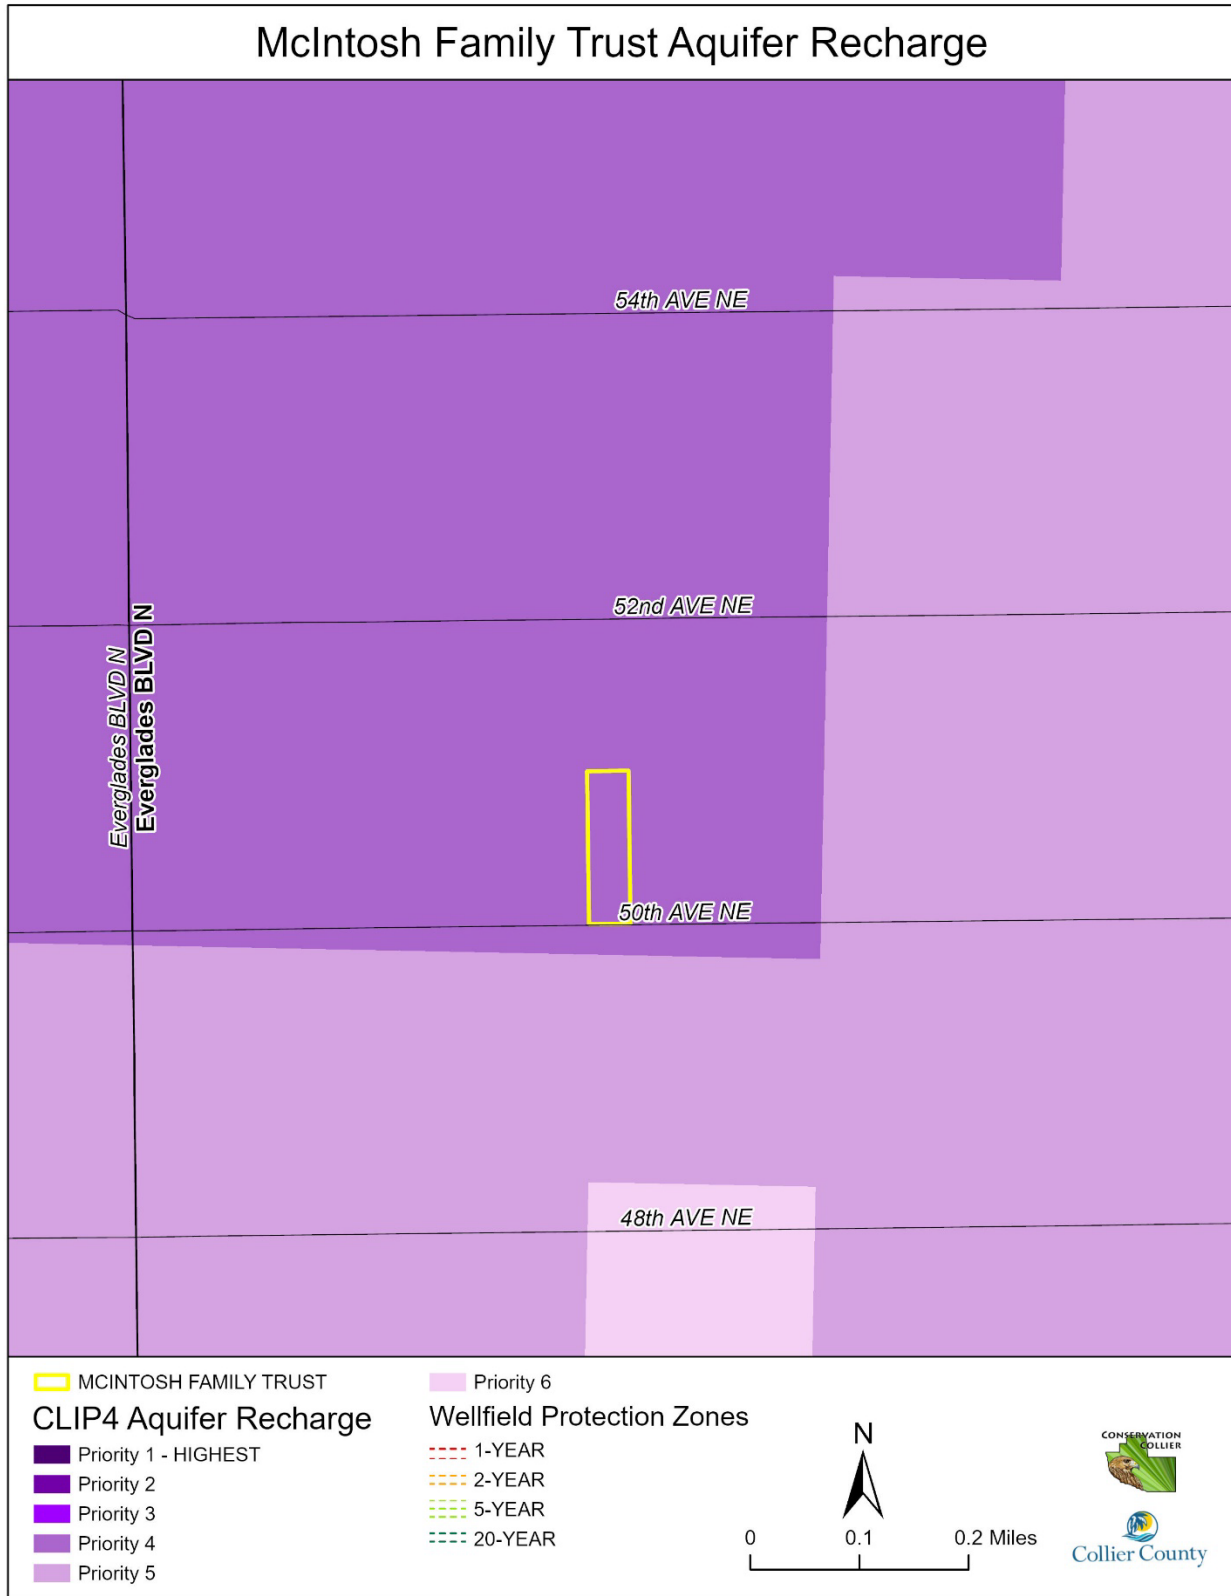 McIntosh Family Trust Aquifer Recharge
54th AVE NE
52nd AVE NE
Everglades BLVD N
Everglades BLVD N
50th AVE NE
48th AVE NE
MCINTOSH FAMILY TRUST
CLIP4 Aquifer Recharge
Priority 1 - HIGHEST
Priority 2
Priority 3
Priority 4
Priority 5
Priority 6
Wellfield Protection Zones
1-YEAR
2-YEAR
5-YEAR
20-YEAR
N
0 0.1 0.2 Miles
CONSERVATION
COLLIER
Collier County